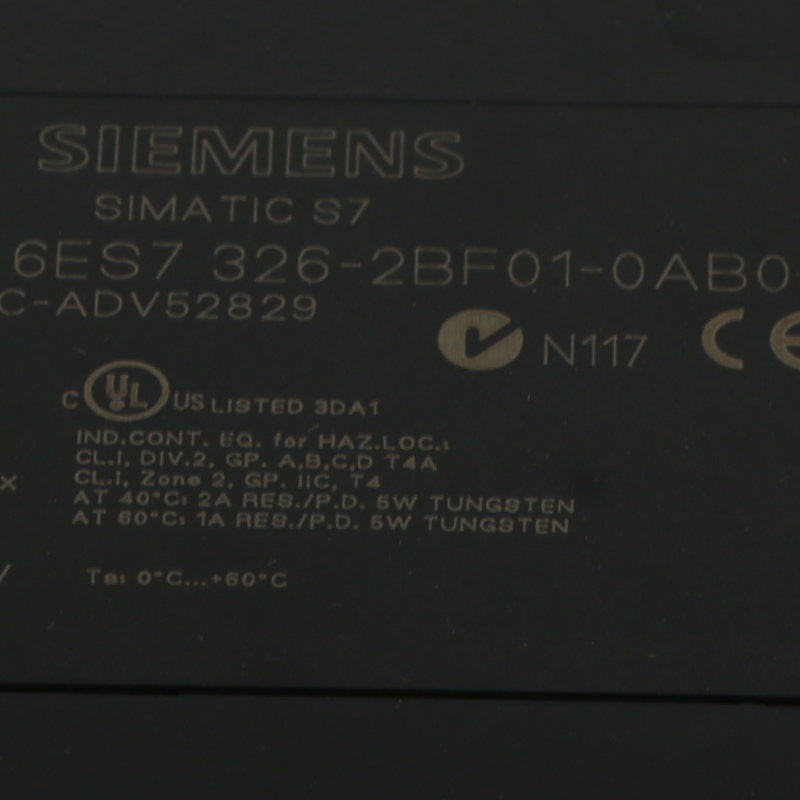 SIEMENS
SIMATIC S7
6ES7 326-2BF01-0AB0
C-ADV52829
N117 CE
C UL US LISTED 3DA1
IND.CONT. EQ. for HAZ.LOC.:
CL.I, DIV.2, GP. A,B,C,D T4A
x
CL.I, Zone 2, GP. IIC, T4
AT 40°C: 2A RES./P.D. 5W TUNGSTEN
AT 60°C: 1A RES./P.D. 5W TUNGSTEN
Ta: 0°C...+60°C